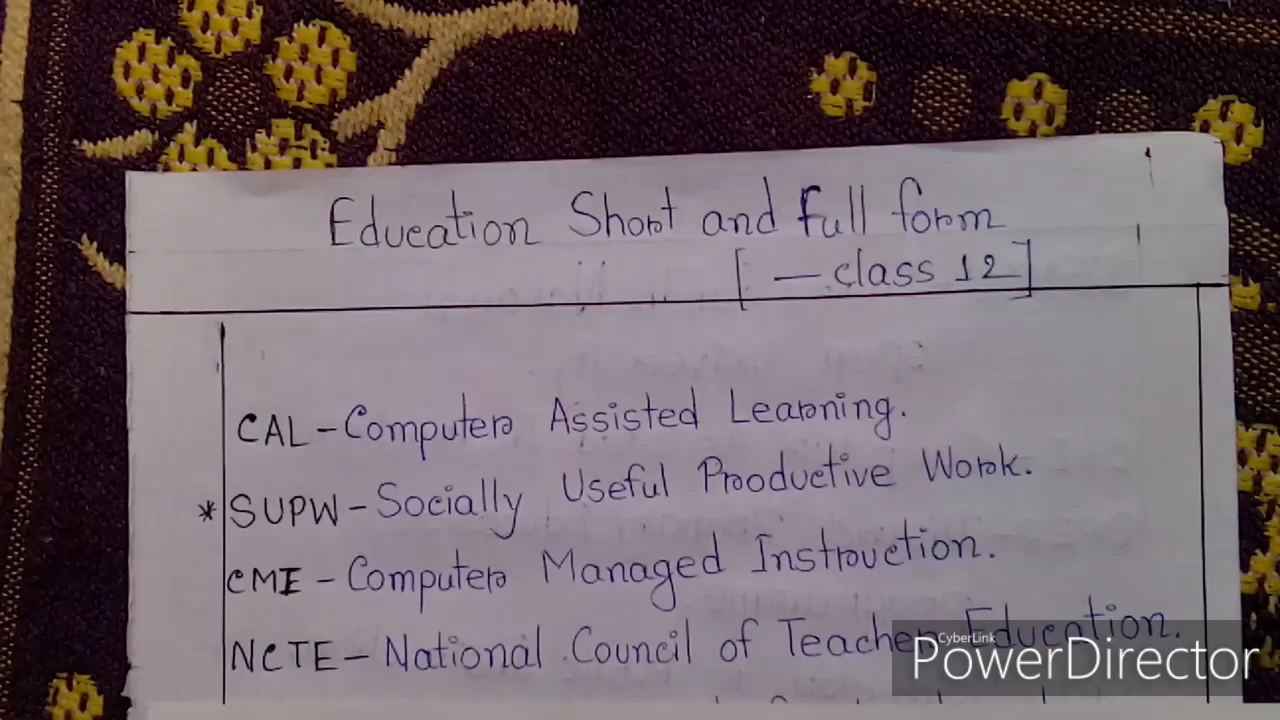 Education Short and full form
[ — class 12]
CAL - Computer Assisted Learning.
* SUPW - Socially Useful Productive Work.
CMI - Computer Managed Instruction.
NCTE - National Council of Teacher Education.
CyberLink
PowerDirector